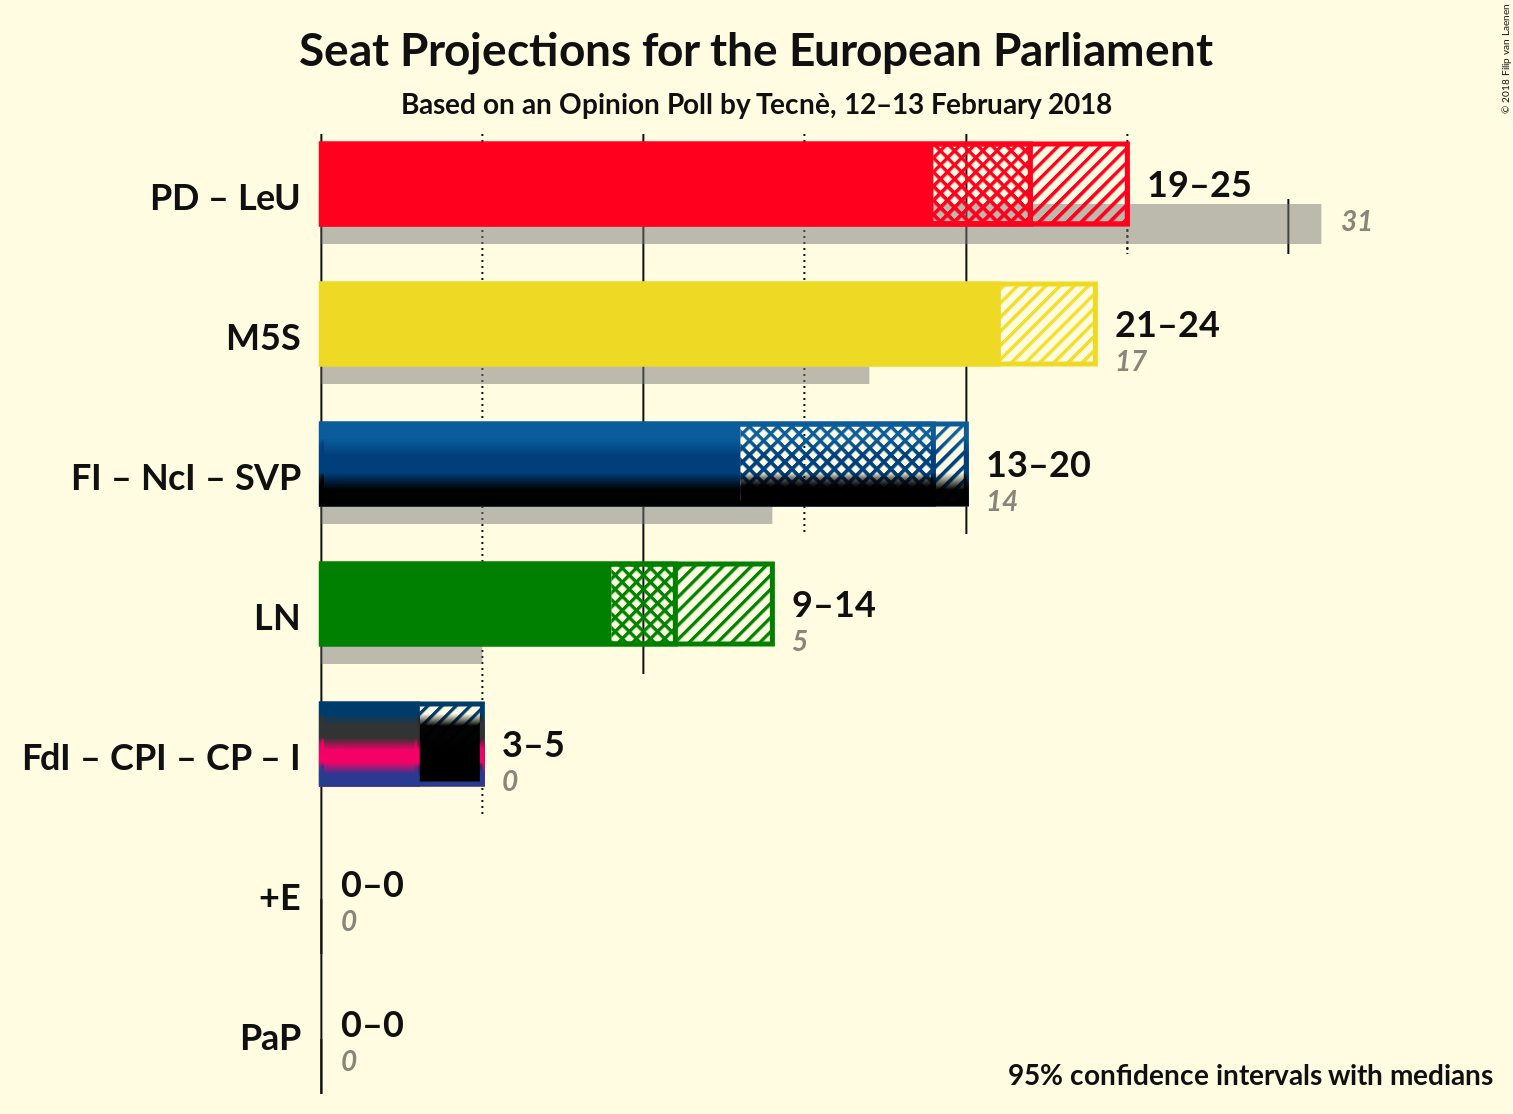 Seat Projections for the European Parliament
Based on an Opinion Poll by Tecnè, 12–13 February 2018
© 2018 Filip van Laenen
PD – LeU
19–25
31
M5S
21–24
17
FI – NcI – SVP
13–20
14
LN
9–14
5
FdI – CPI – CP – I
3–5
0
+E
0–0
0
PaP
0–0
0
95% confidence intervals with medians